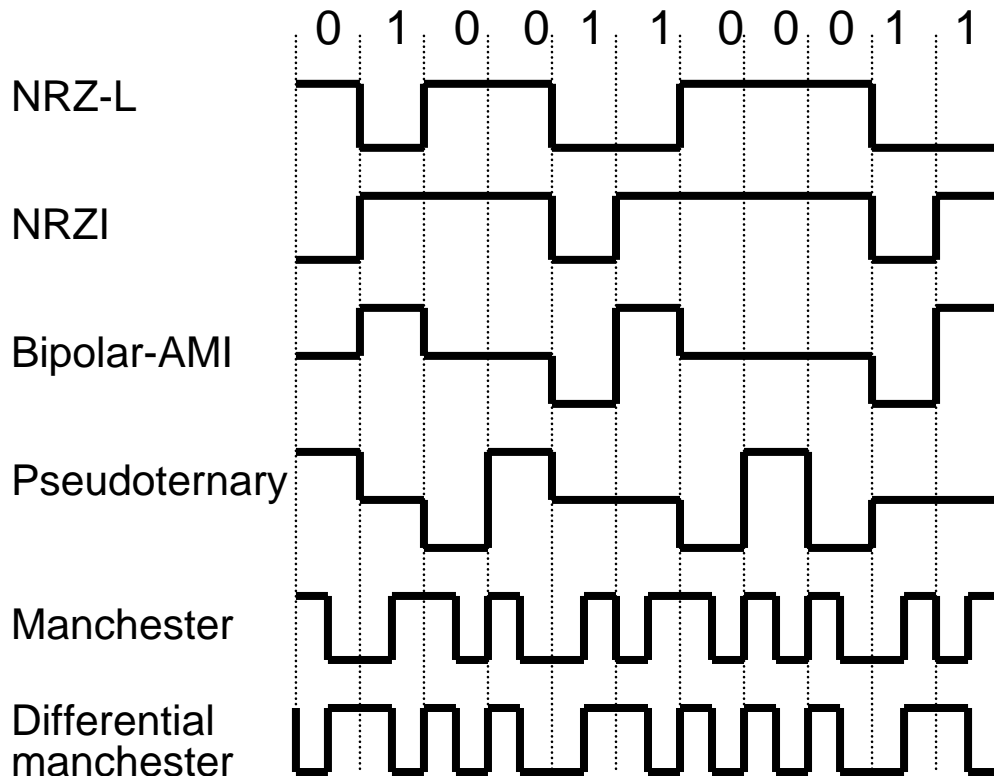 0 1 0 0 1 1 0 0 0 1 1
NRZ-L
NRZI
Bipolar-AMI
Pseudoternary
Manchester
Differential
manchester